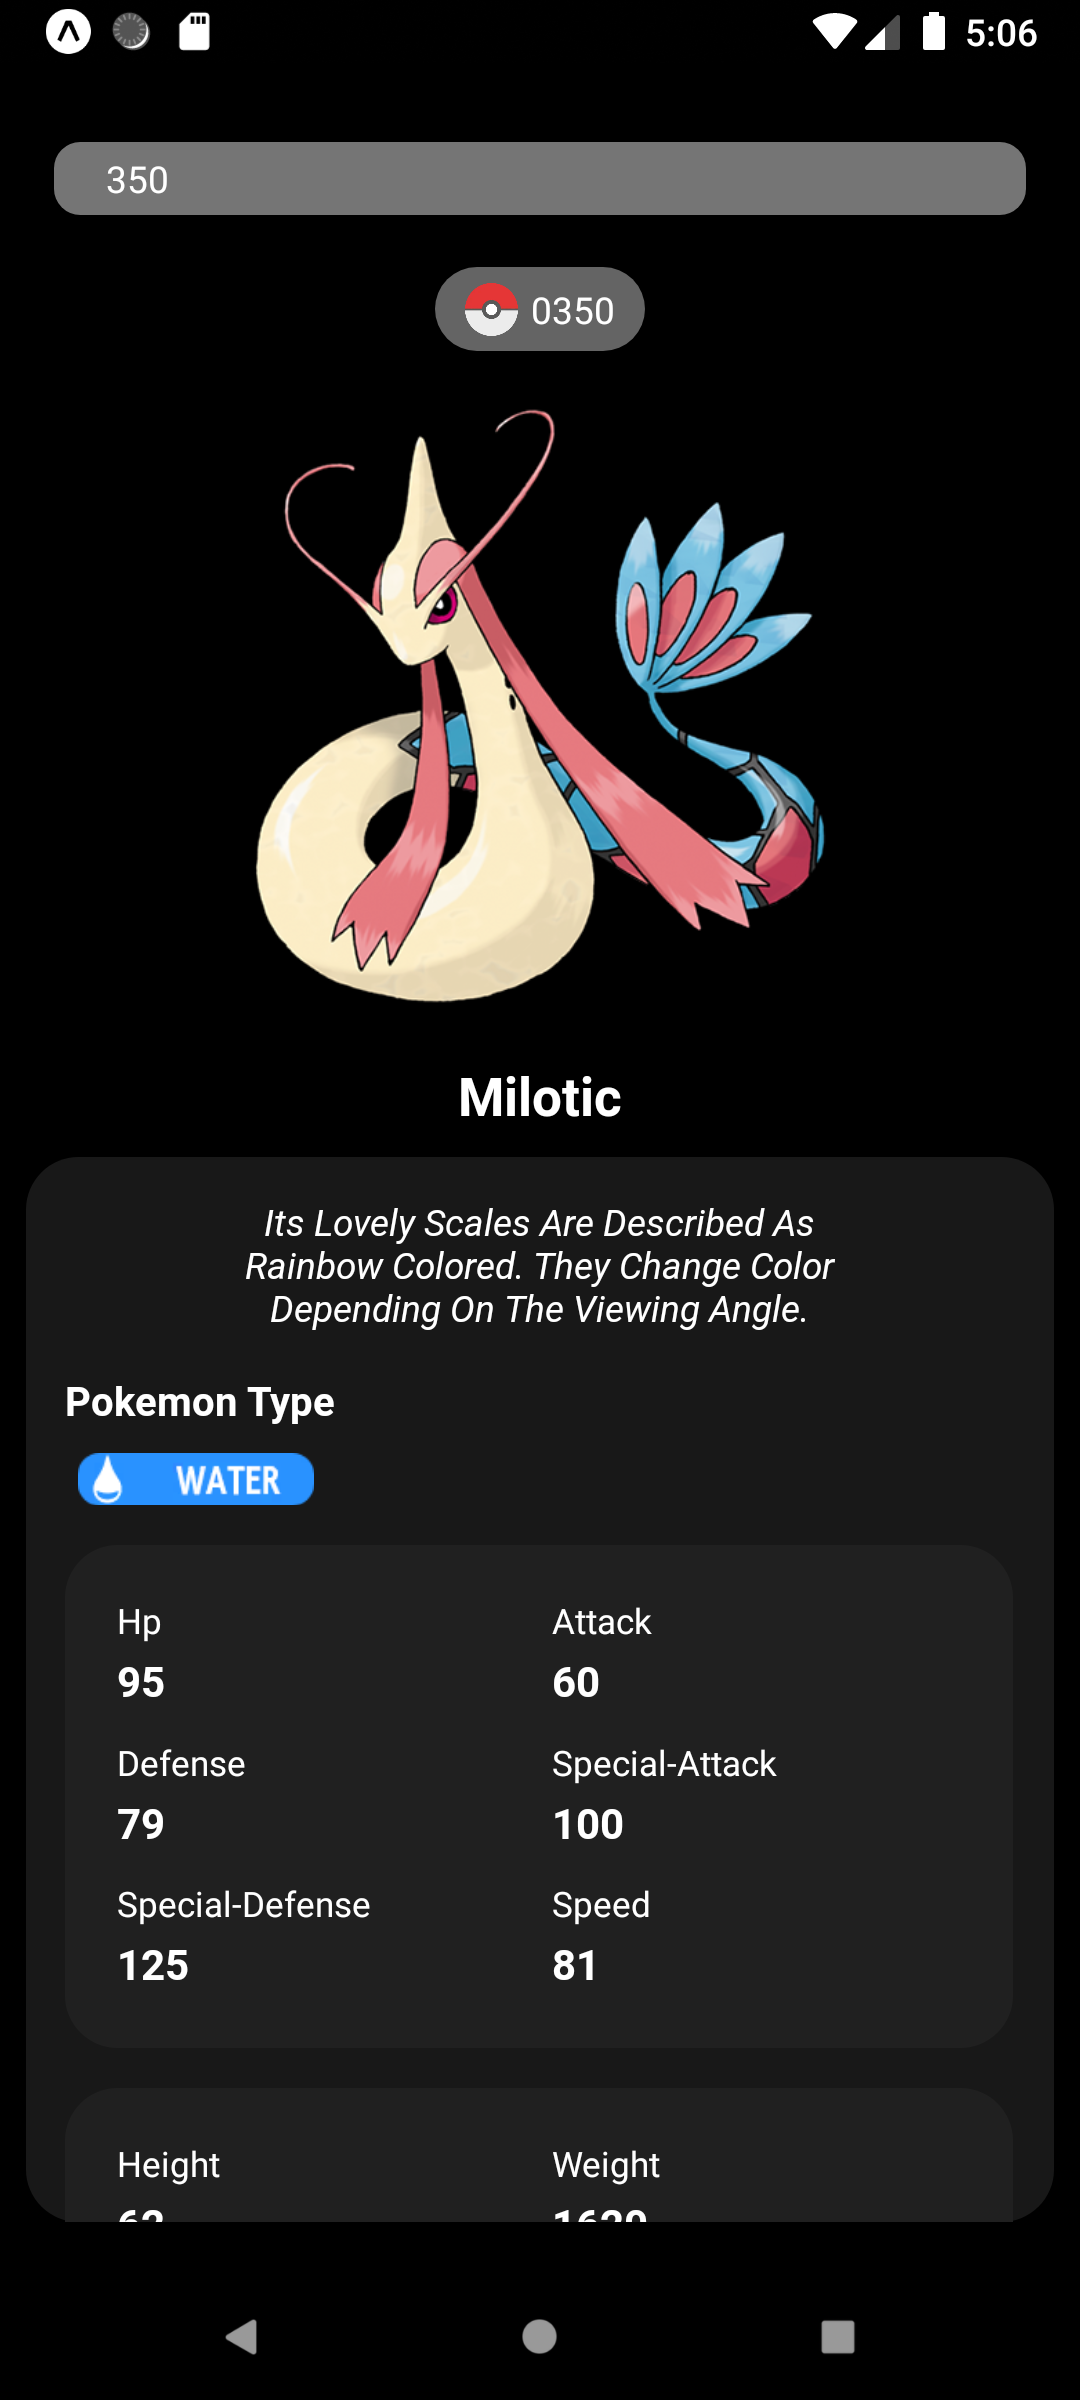 5:06
350
0350
Milotic
Its Lovely Scales Are Described As
Rainbow Colored. They Change Color
Depending On The Viewing Angle.
Pokemon Type
WATER
Hp Attack
95 60
Defense Special-Attack
79 100
Special-Defense Speed
125 81
Height Weight